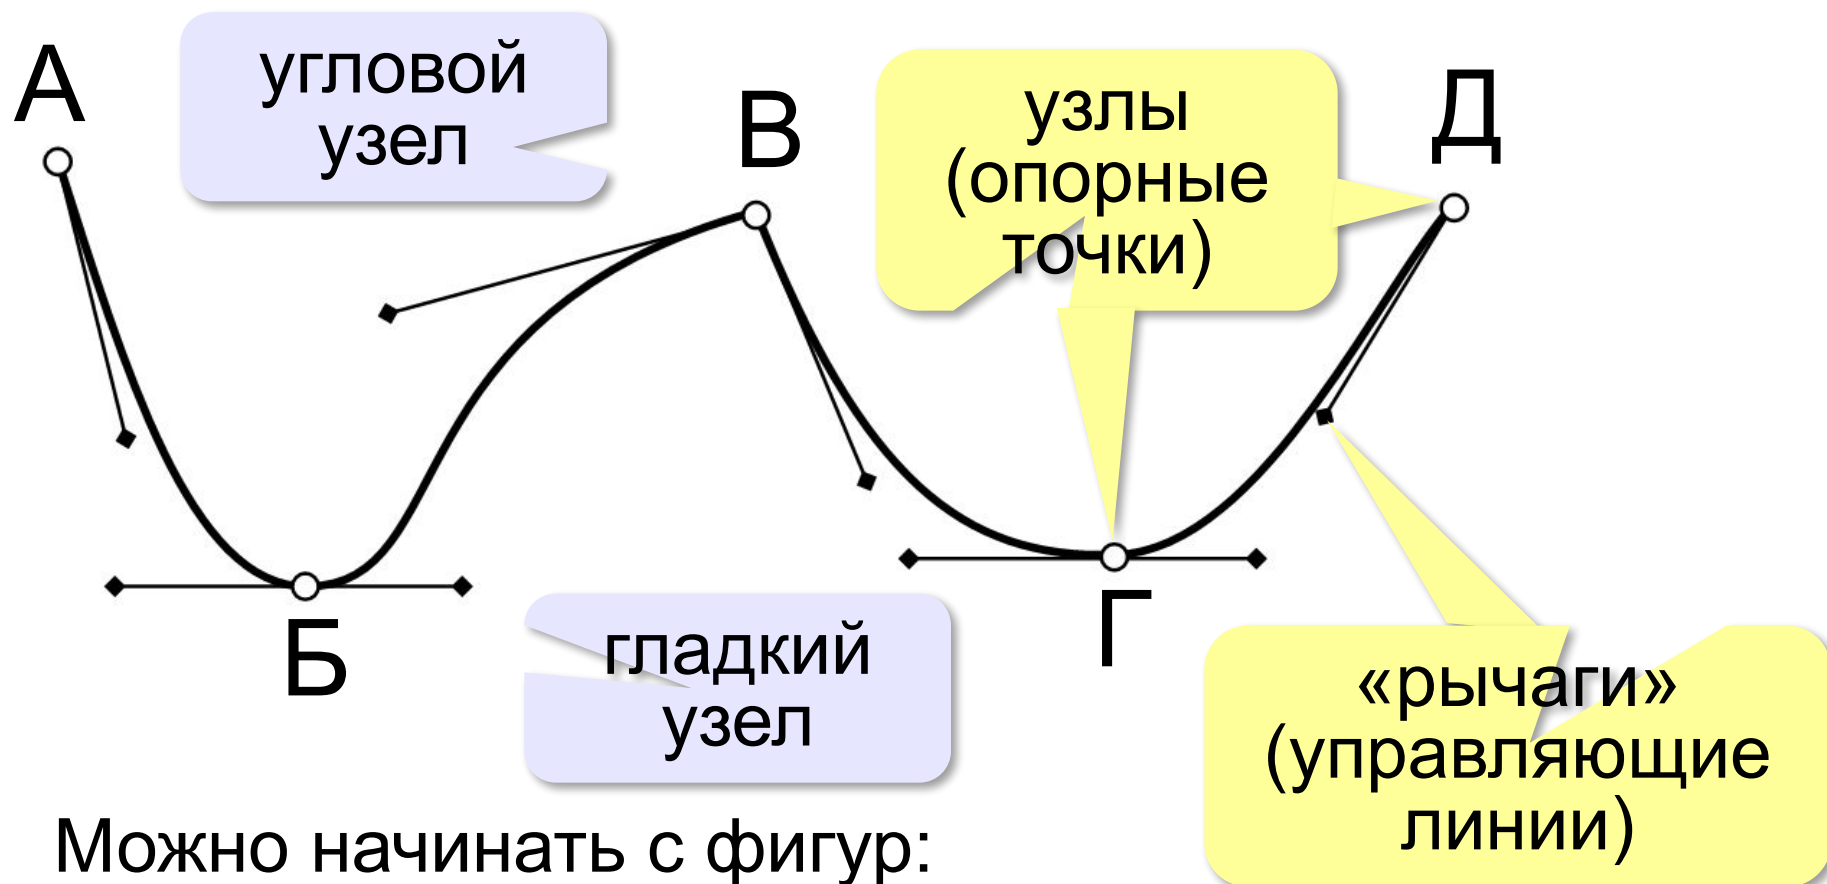 А
угловой
узел
В
узлы
(опорные
точки)
Д
Б
гладкий
узел
Г
«рычаги»
(управляющие
линии)
Можно начинать с фигур: